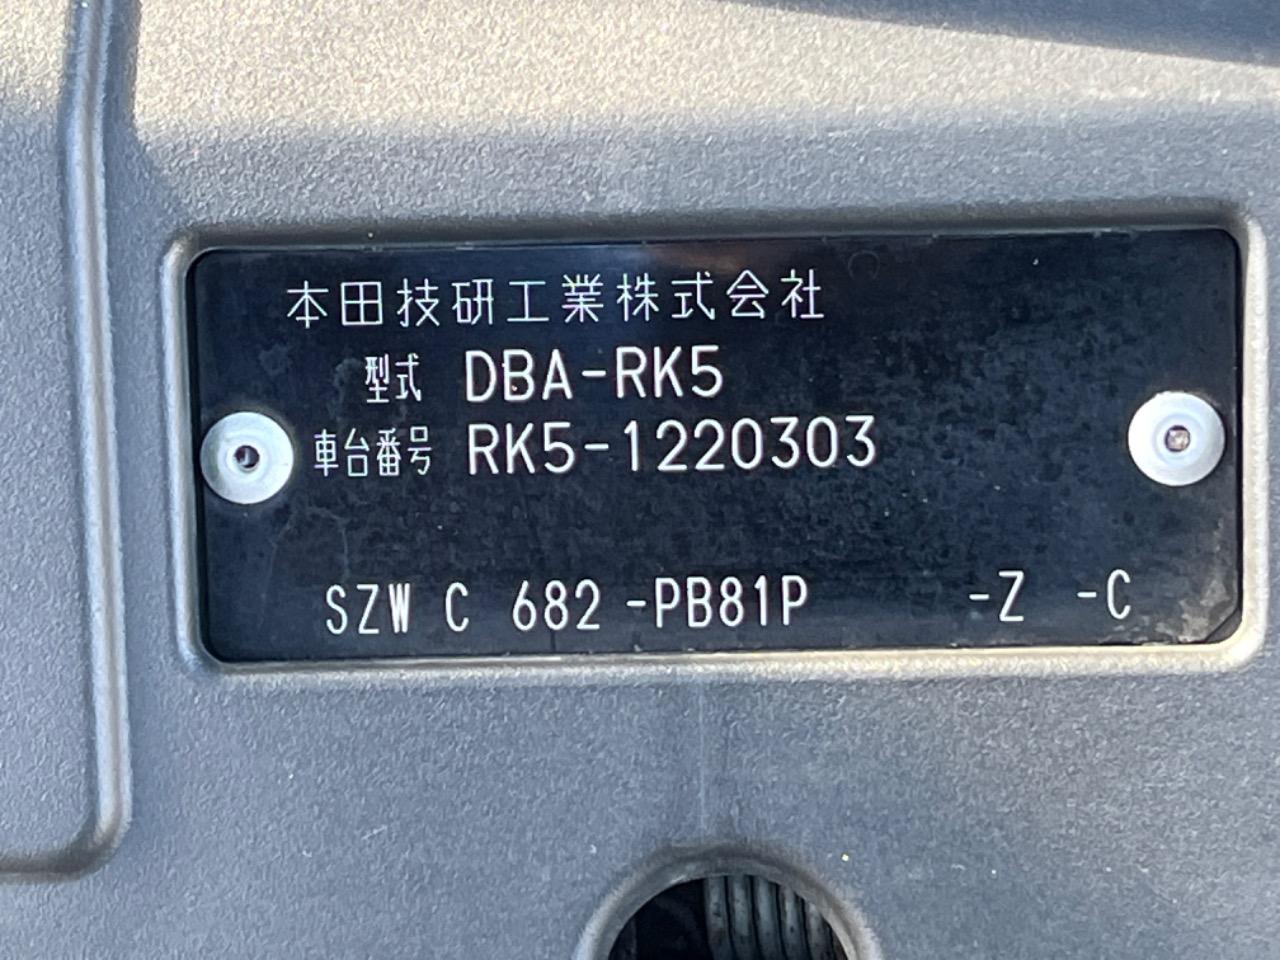 本田技研工業株式会社
型式 DBA-RK5
車台番号 RK5-1220303
SZW C 682 -PB81P -Z -C